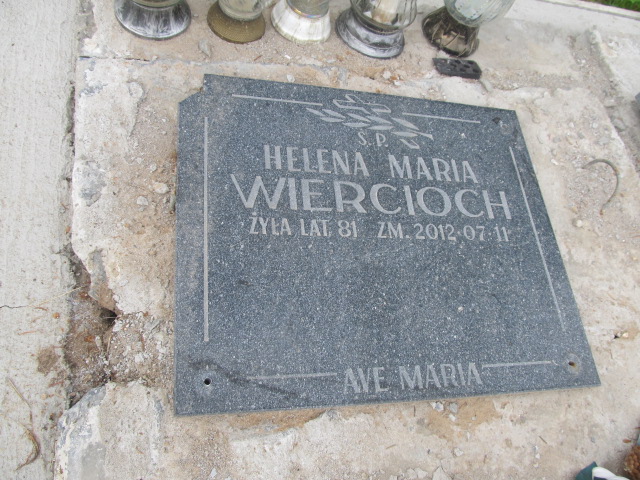 Ś.P.
HELENA MARIA
WIERCIOCH
ŻYŁA LAT 81 ZM. 2012.07.11
AVE MARIA